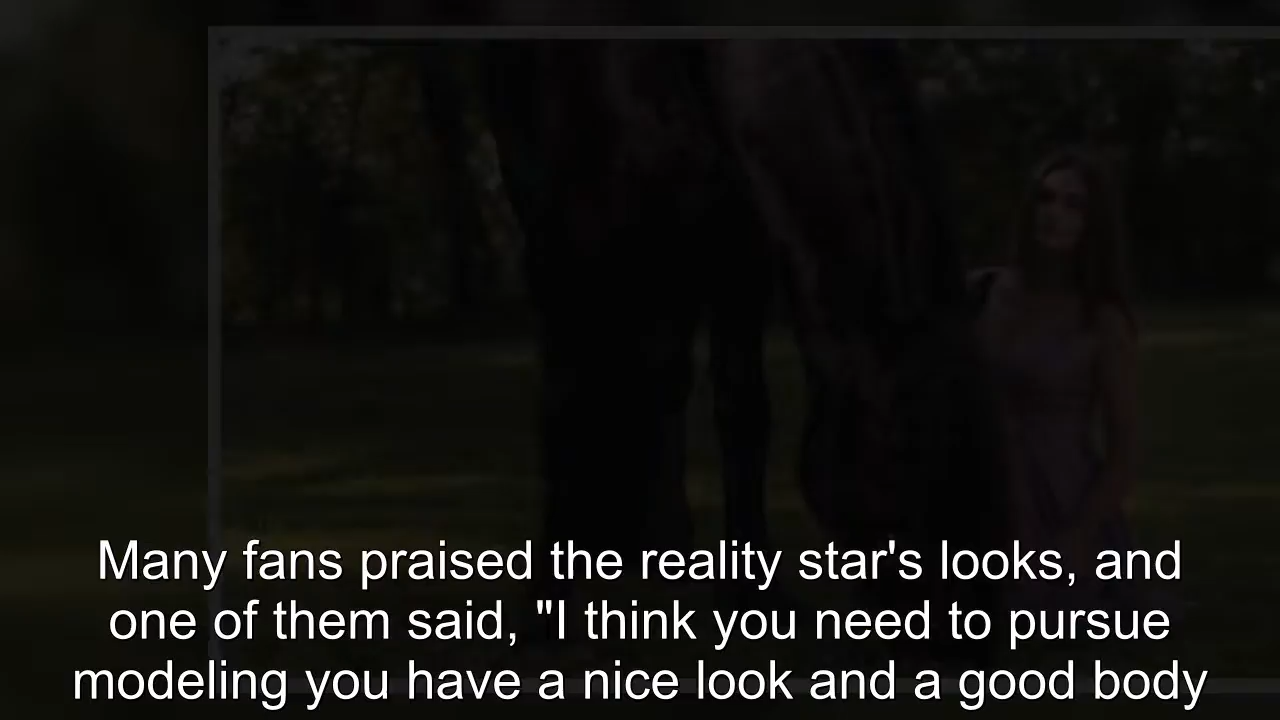 Many fans praised the reality star's looks, and
one of them said, "I think you need to pursue
modeling you have a nice look and a good body